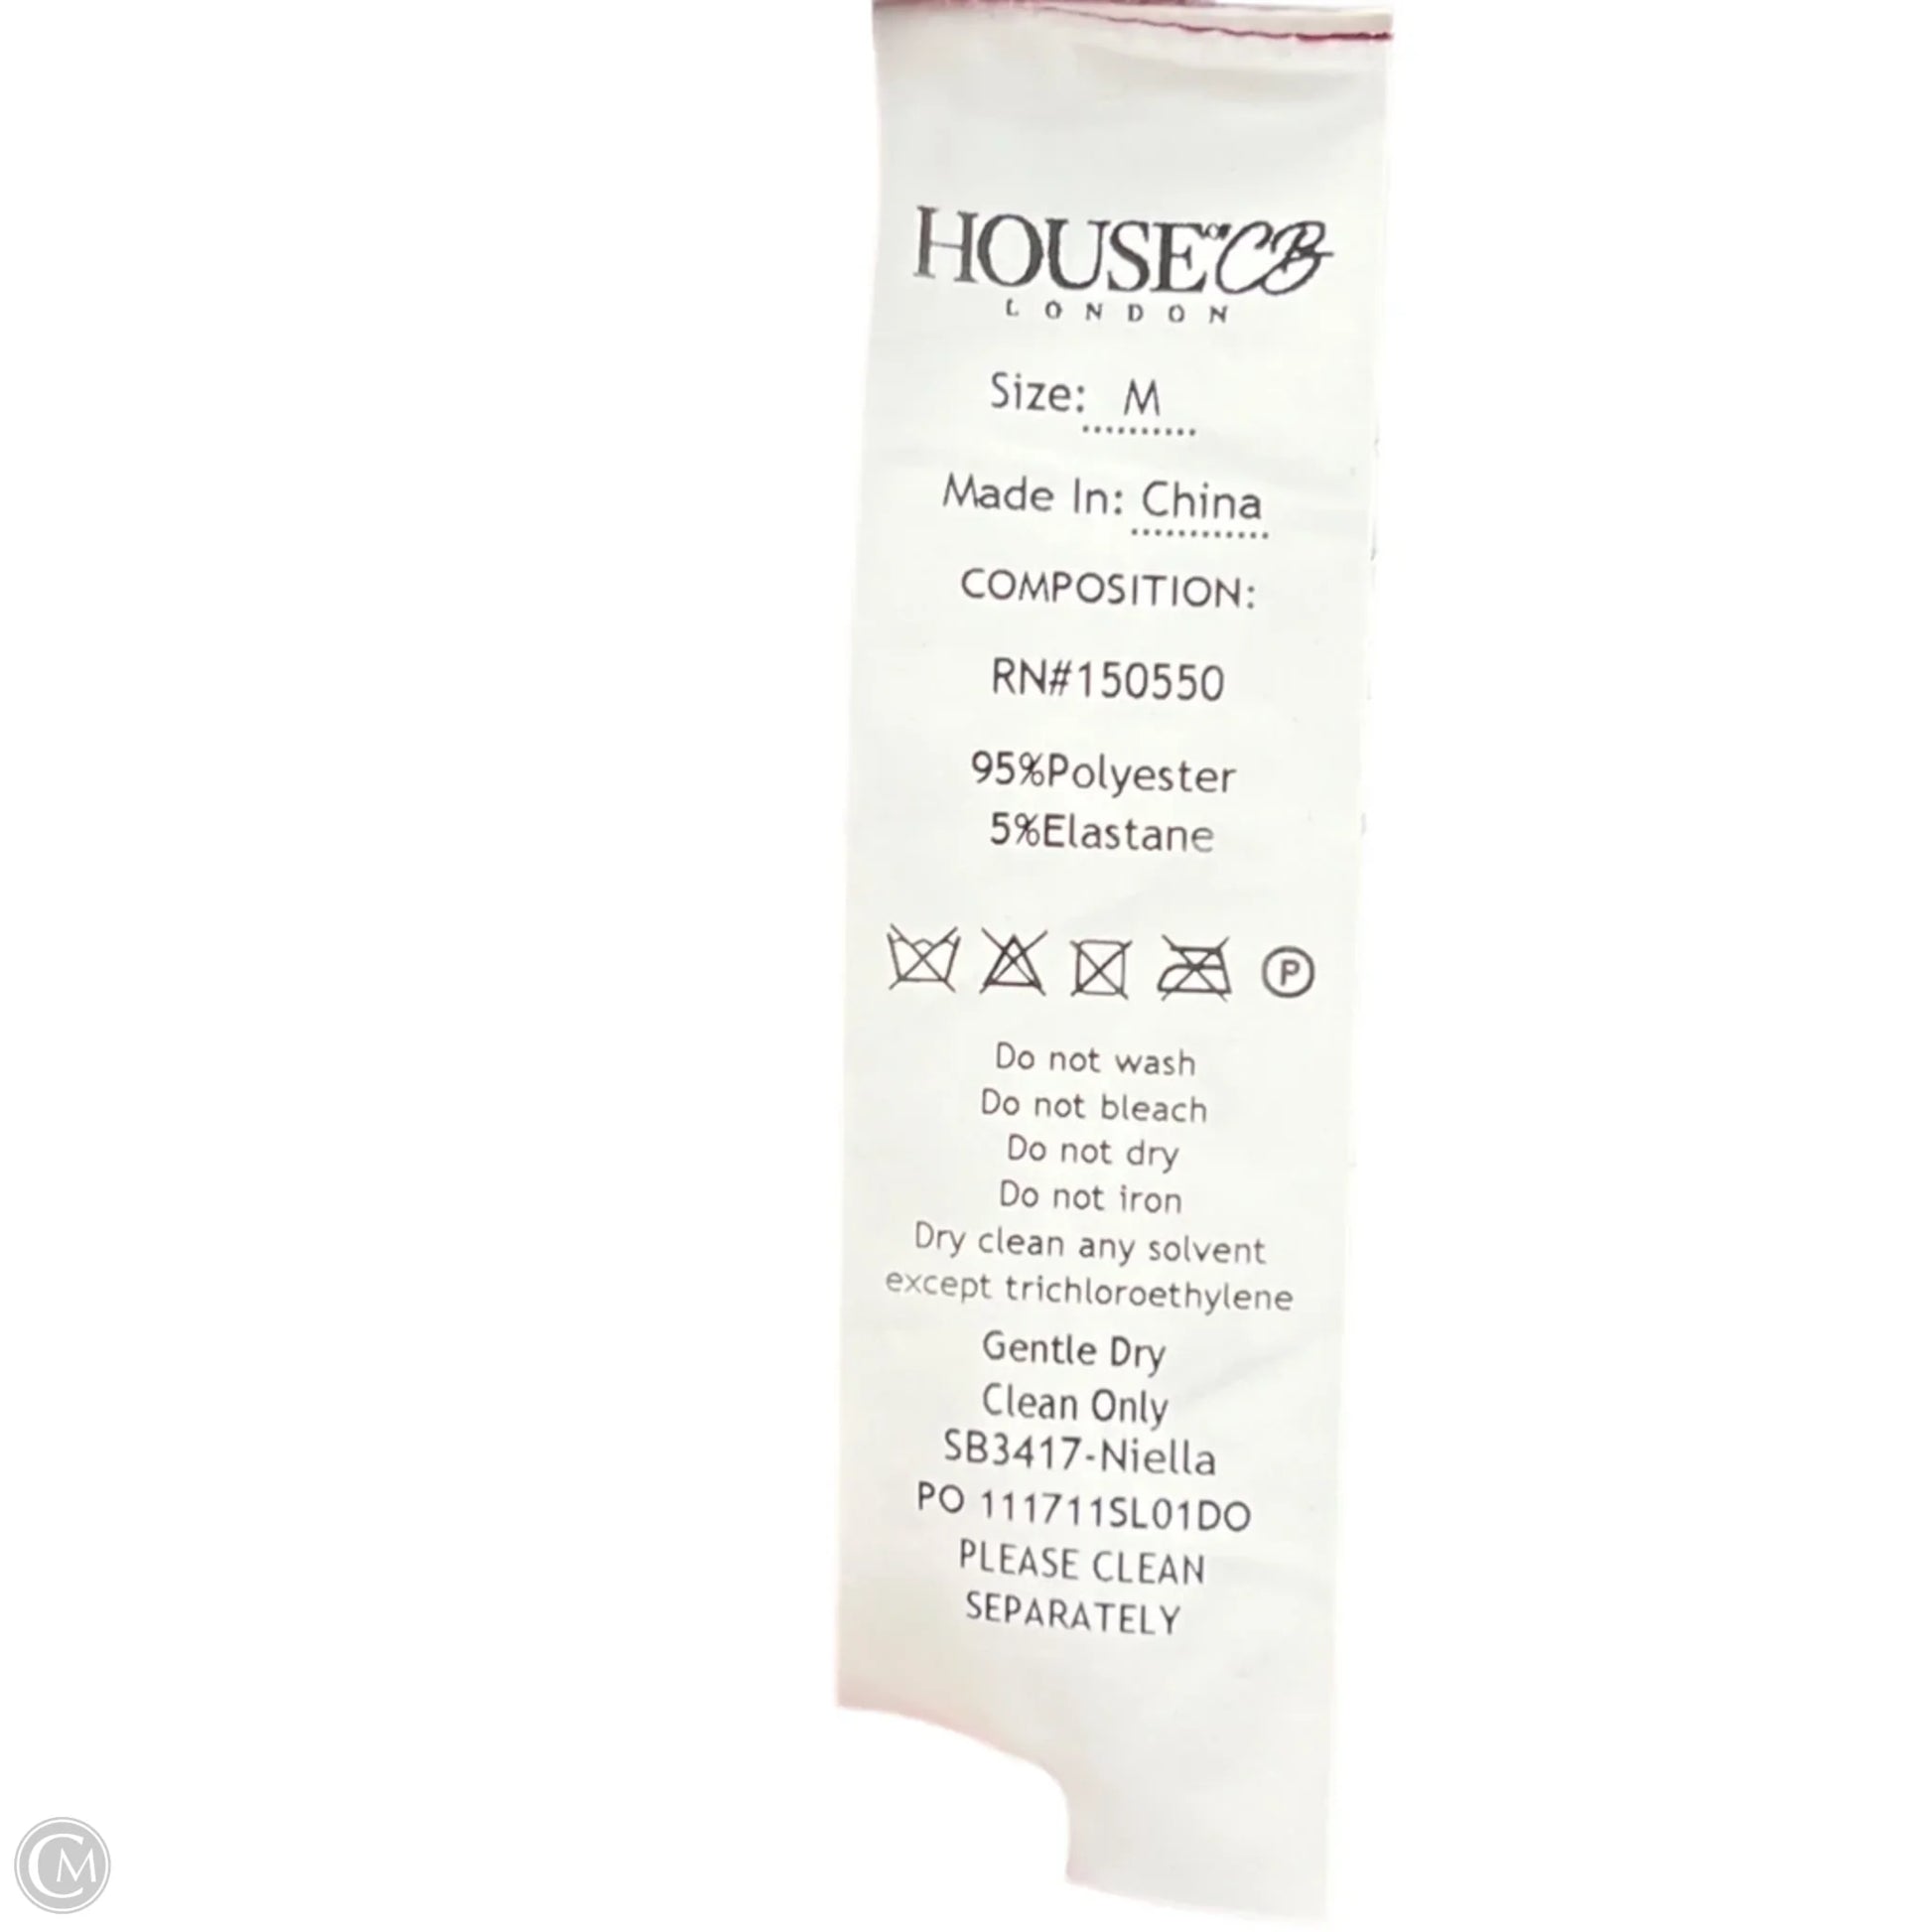 HOUSE OF CB
LONDON
Size: M
Made In: China
COMPOSITION:
RN#150550
95%Polyester
5%Elastane
P
Do not wash
Do not bleach
Do not dry
Do not iron
Dry clean any solvent
except trichloroethylene
Gentle Dry
Clean Only
SB3417-Niella
PO 111711SL01DO
PLEASE CLEAN
SEPARATELY
CM